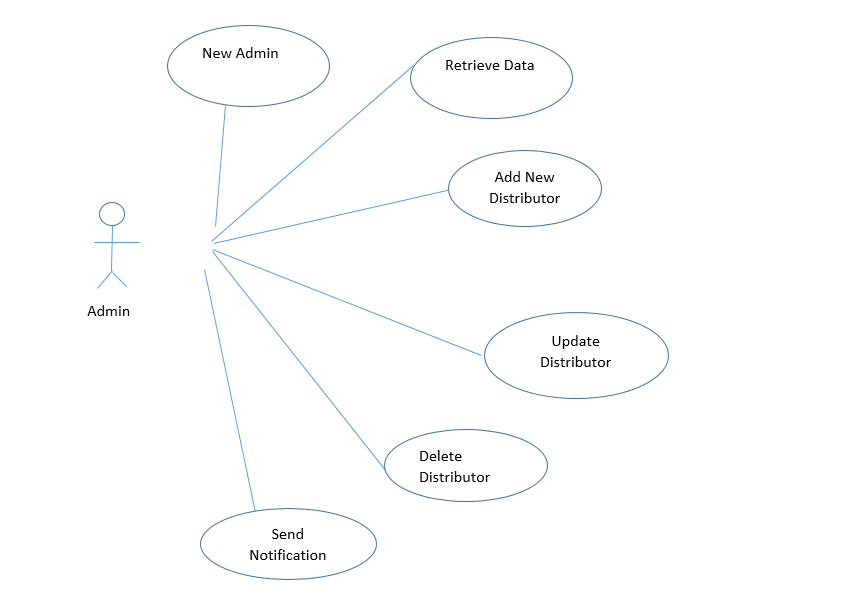 New Admin
Retrieve Data
Add New
Distributor
Admin
Update
Distributor
Delete
Distributor
Send
Notification